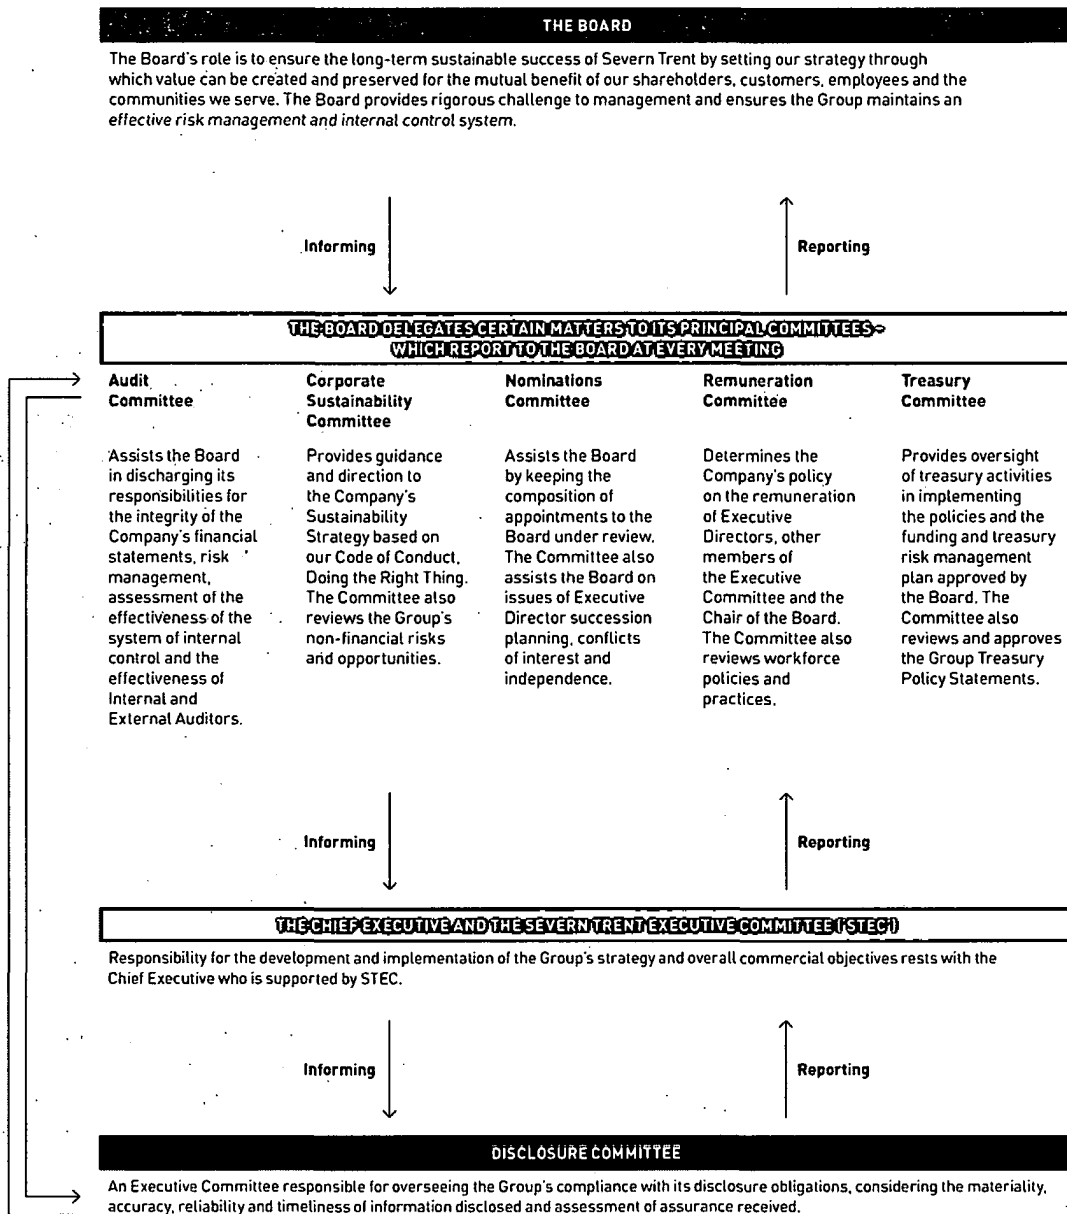 THE BOARD
The Board's role is to ensure the long-term sustainable success of Severn Trent by setting our strategy through
which value can be created and preserved for the mutual benefit of our shareholders, customers, employees and the
communities we serve. The Board provides rigorous challenge to management and ensures the Group maintains an
effective risk management and internal control system.
Informing
Reporting
THE BOARD DELEGATES CERTAIN MATTERS TO ITS PRINCIPAL COMMITTEES –
WHICH REPORT TO THE BOARD AT EVERY MEETING
Audit
Committee
Assists the Board
in discharging its
responsibilities for
the integrity of the
Company's financial
statements, risk
management,
assessment of the
effectiveness of the
system of internal
control and the
effectiveness of
Internal and
External Auditors.
Corporate
Sustainability
Committee
Provides guidance
and direction to
the Company's
Sustainability
Strategy based on
our Code of Conduct,
Doing the Right Thing.
The Committee also
reviews the Group's
non-financial risks
and opportunities.
Nominations
Committee
Assists the Board
by keeping the
composition of
appointments to the
Board under review.
The Committee also
assists the Board on
issues of Executive
Director succession
planning, conflicts
of interest and
independence.
Remuneration
Committee
Determines the
Company's policy
on the remuneration
of Executive
Directors, other
members of
the Executive
Committee and the
Chair of the Board.
The Committee also
reviews workforce
policies and
practices.
Treasury
Committee
Provides oversight
of treasury activities
in implementing
the policies and the
funding and treasury
risk management
plan approved by
the Board. The
Committee also
reviews and approves
the Group Treasury
Policy Statements.
Informing
Reporting
THE CHIEF EXECUTIVE AND THE SEVERN TRENT EXECUTIVE COMMITTEE ('STEC')
Responsibility for the development and implementation of the Group's strategy and overall commercial objectives rests with the
Chief Executive who is supported by STEC.
Informing
Reporting
DISCLOSURE COMMITTEE
An Executive Committee responsible for overseeing the Group's compliance with its disclosure obligations, considering the materiality,
accuracy, reliability and timeliness of information disclosed and assessment of assurance received.